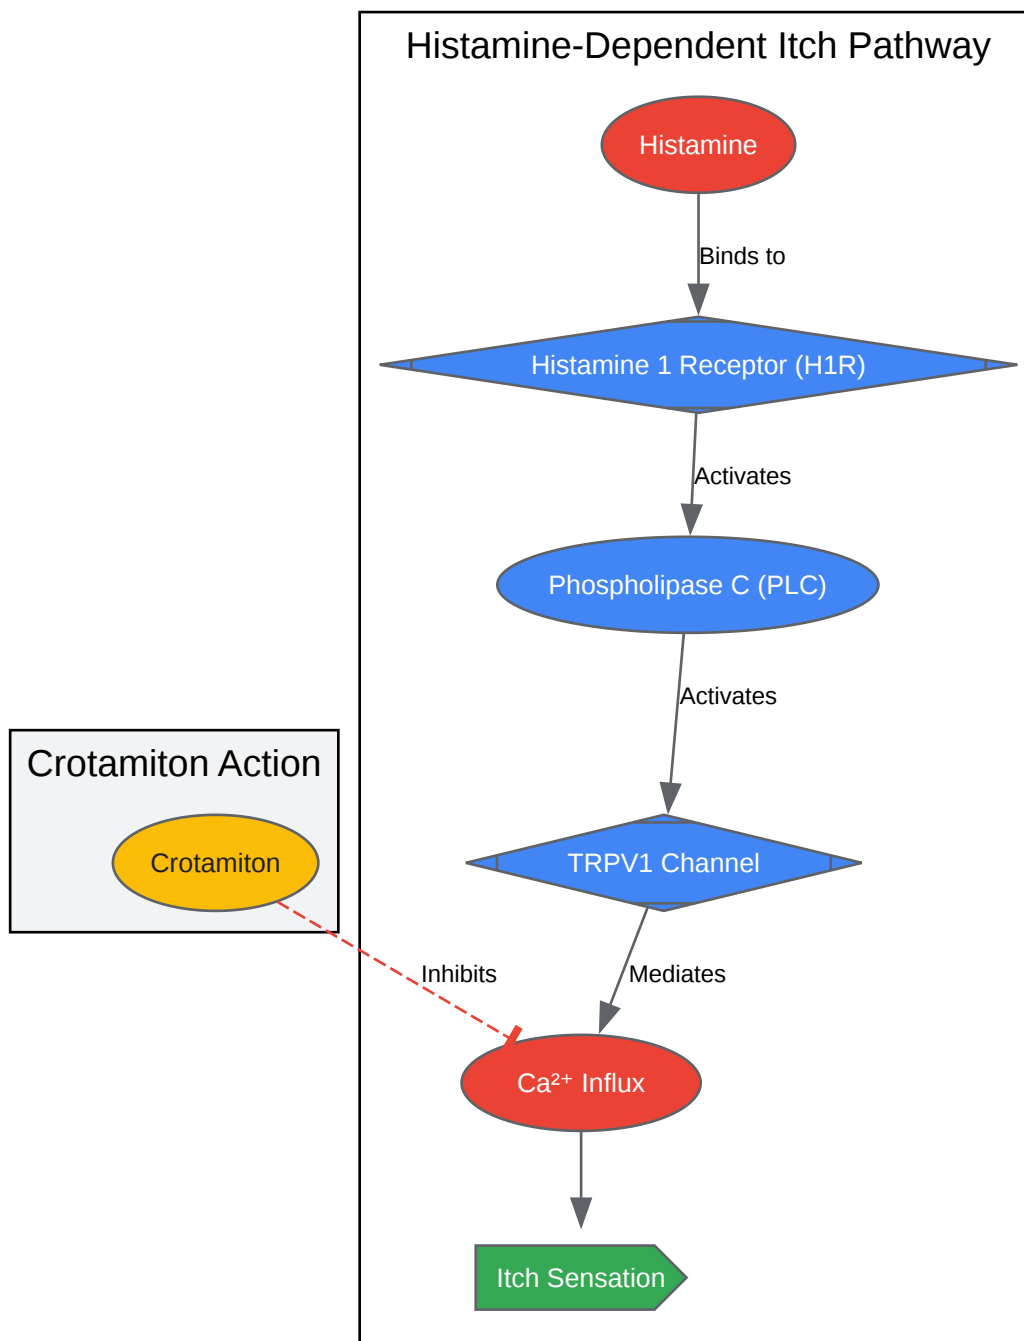 Histamine-Dependent Itch Pathway
Histamine
Binds to
Histamine 1 Receptor (H1R)
Activates
Phospholipase C (PLC)
Activates
Crotamiton Action
Crotamiton
TRPV1 Channel
Inhibits
Mediates
Ca²⁺ Influx
Itch Sensation